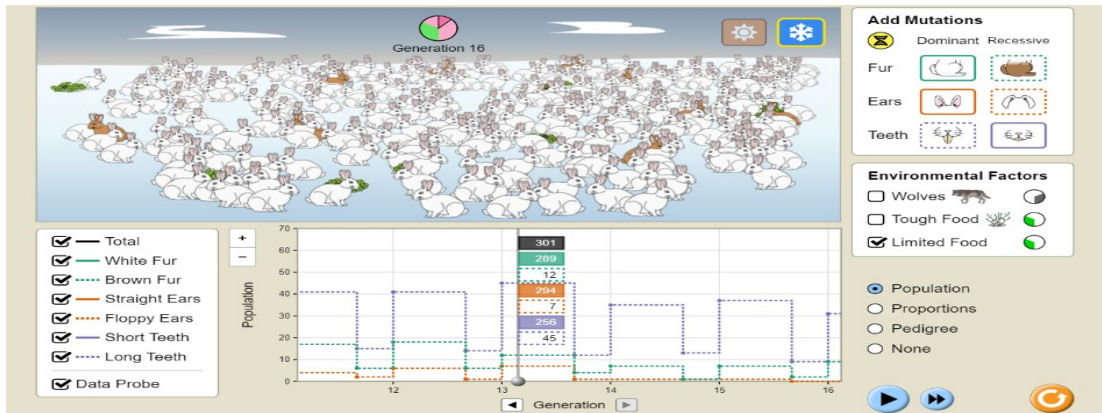 Generation 16
Add Mutations
Dominant Recessive
Fur
Ears
Teeth
Environmental Factors
Wolves
Tough Food
Limited Food
Population
Proportions
Pedigree
None
Total
White Fur
Brown Fur
Straight Ears
Floppy Ears
Short Teeth
Long Teeth
Data Probe
+
−
Population
70
60
50
40
30
20
10
0
301
289
12
294
7
256
45
12 13 14 15 16
Generation